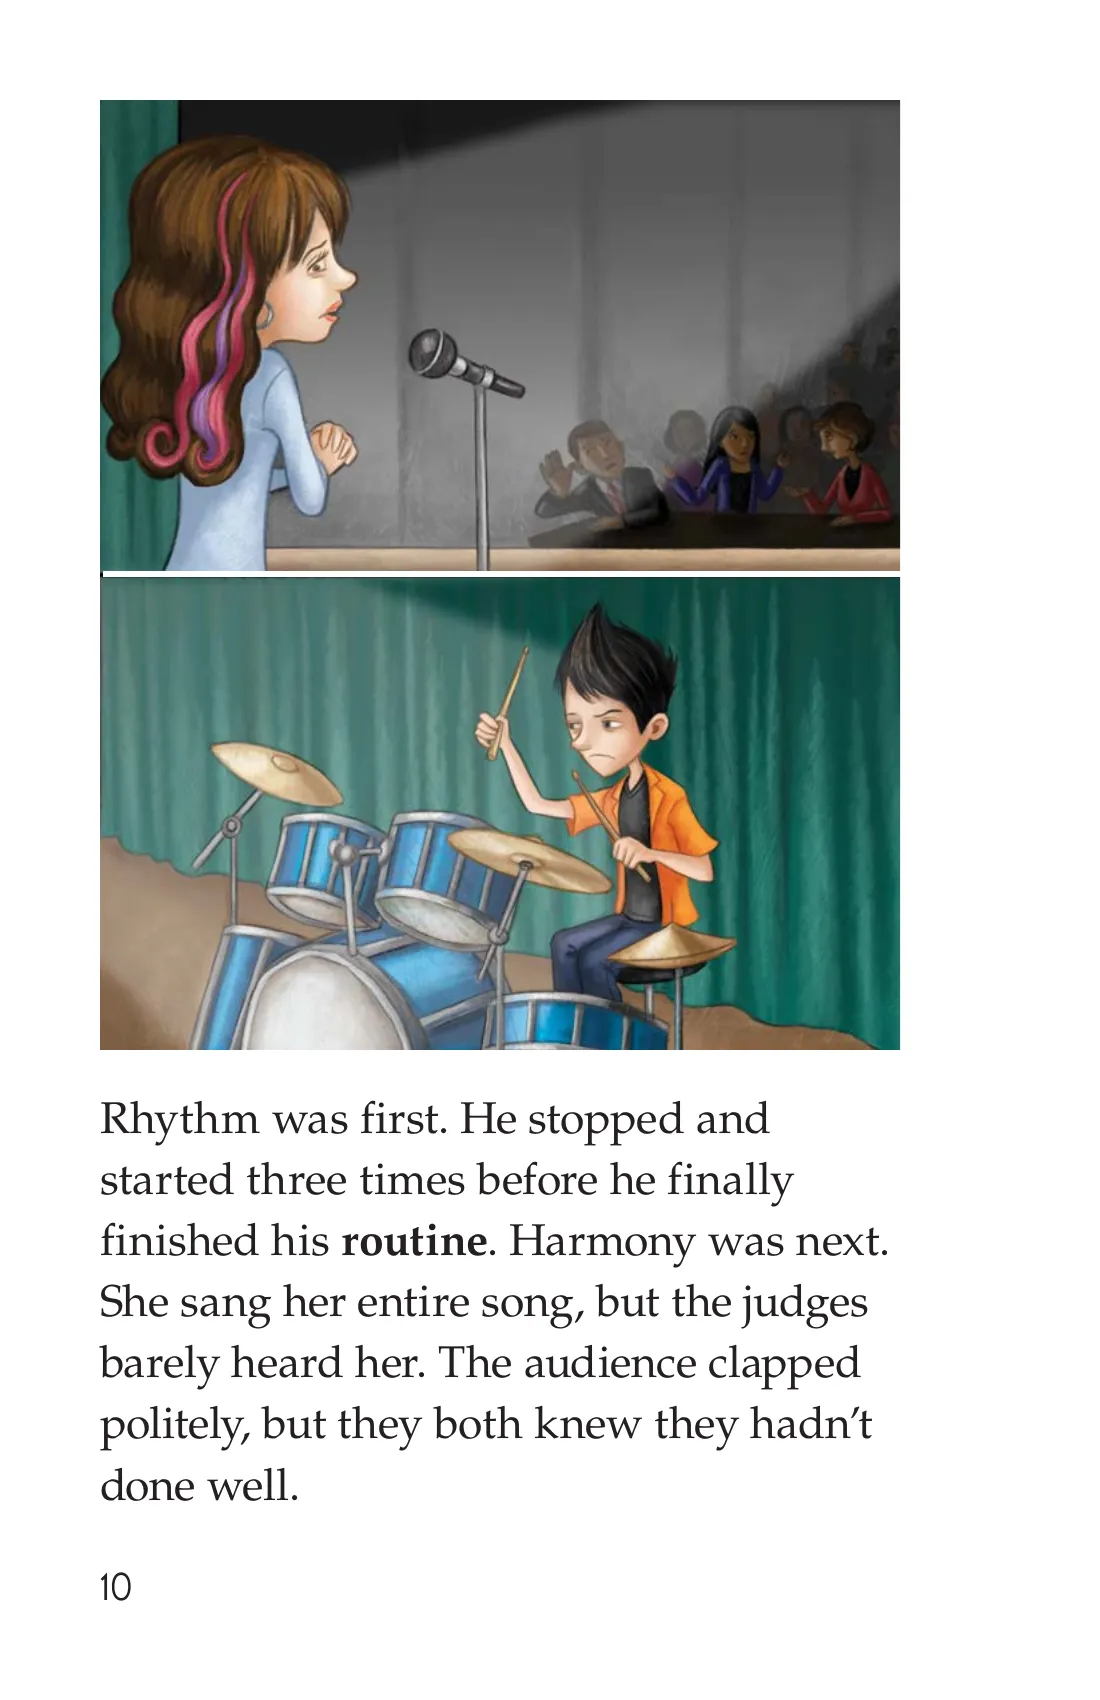 Rhythm was first. He stopped and
started three times before he finally
finished his routine. Harmony was next.
She sang her entire song, but the judges
barely heard her. The audience clapped
politely, but they both knew they hadn’t
done well.
10